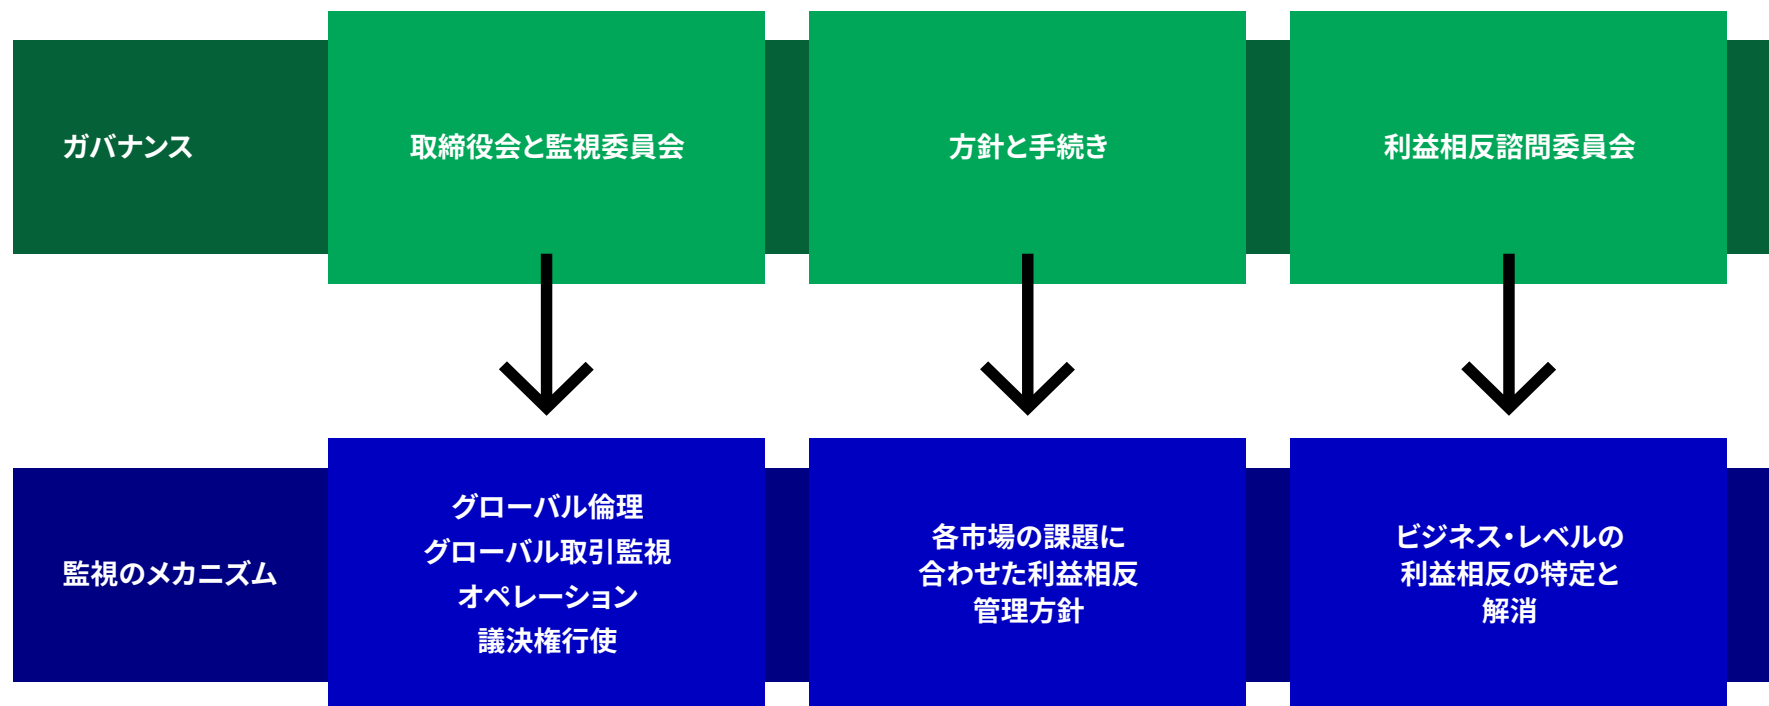 ガバナンス
取締役会と監視委員会
方針と手続き
利益相反諮問委員会
監視のメカニズム
グローバル倫理
グローバル取引監視
オペレーション
議決権行使
各市場の課題に
合わせた利益相反
管理方針
ビジネス・レベルの
利益相反の特定と
解消